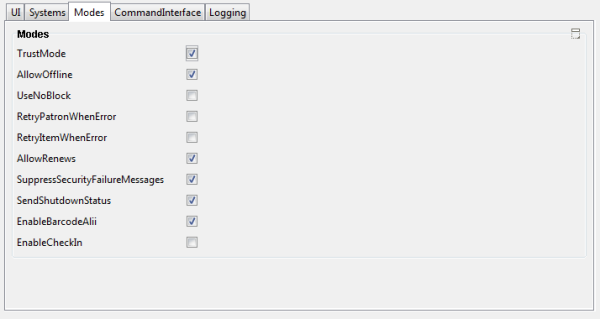 UI Systems Modes CommandInterface Logging
Modes
TrustMode
AllowOffline
UseNoBlock
RetryPatronWhenError
RetryItemWhenError
AllowRenews
SuppressSecurityFailureMessages
SendShutdownStatus
EnableBarcodeAlii
EnableCheckIn